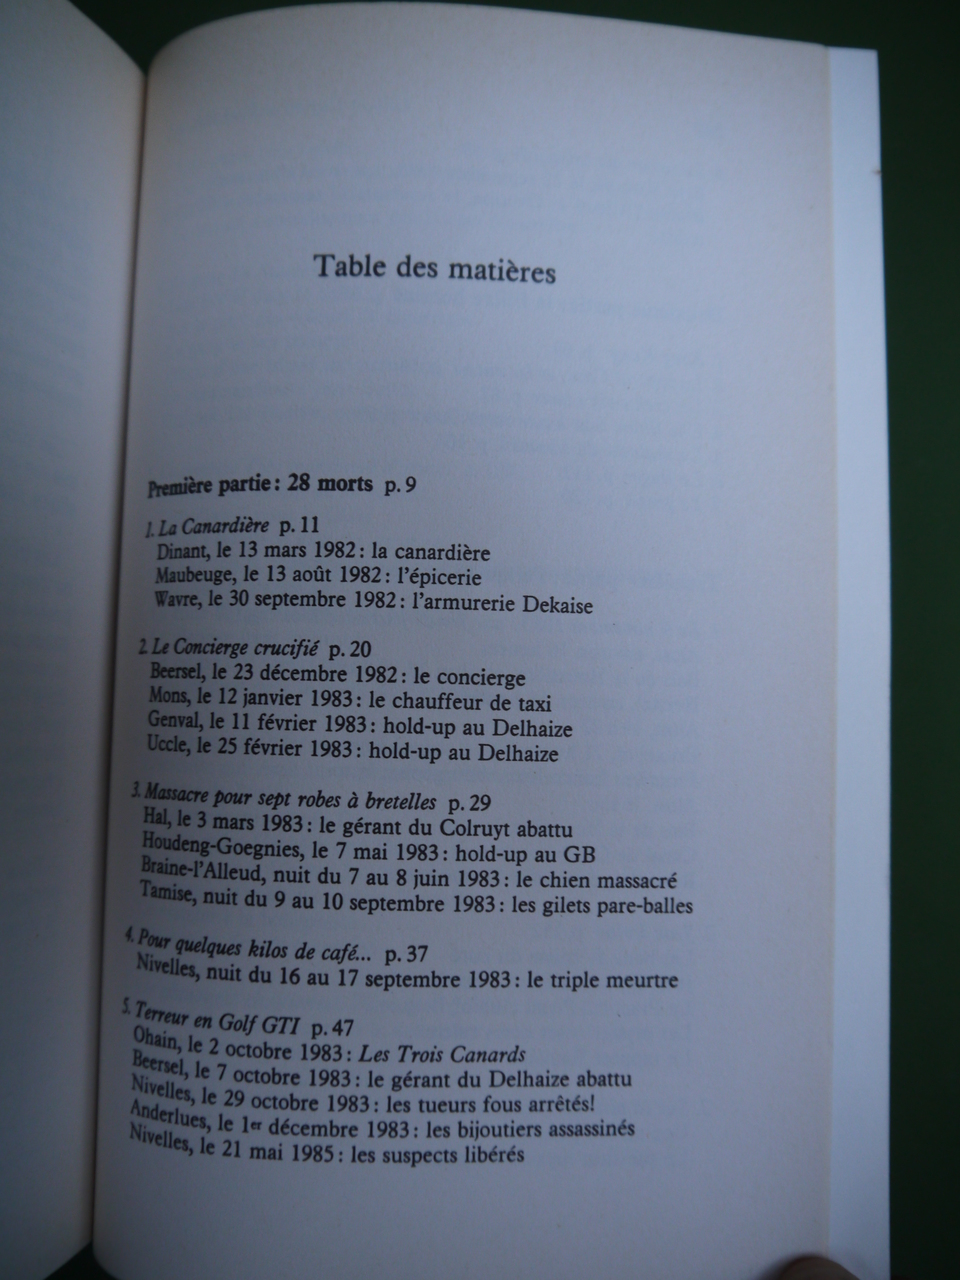 Table des matières
Première partie : 28 morts p. 9
1. La Canardière p. 11
Dinant, le 13 mars 1982 : la canardière
Maubeuge, le 13 août 1982 : l'épicerie
Wavre, le 30 septembre 1982 : l'armurerie Dekaise
2. Le Concierge crucifié p. 20
Beersel, le 23 décembre 1982 : le concierge
Mons, le 12 janvier 1983 : le chauffeur de taxi
Genval, le 11 février 1983 : hold-up au Delhaize
Uccle, le 25 février 1983 : hold-up au Delhaize
3. Massacre pour sept robes à bretelles p. 29
Hal, le 3 mars 1983 : le gérant du Colruyt abattu
Houdeng-Goegnies, le 7 mai 1983 : hold-up au GB
Braine-l'Alleud, nuit du 7 au 8 juin 1983 : le chien massacré
Tamise, nuit du 9 au 10 septembre 1983 : les gilets pare-balles
4. Pour quelques kilos de café... p. 37
Nivelles, nuit du 16 au 17 septembre 1983 : le triple meurtre
5. Terreur en Golf GTI p. 47
Ohain, le 2 octobre 1983 : Les Trois Canards
Beersel, le 7 octobre 1983 : le gérant du Delhaize abattu
Nivelles, le 29 octobre 1983 : les tueurs fous arrêtés!
Anderlues, le 1er décembre 1983 : les bijoutiers assassinés
Nivelles, le 21 mai 1985 : les suspects libérés